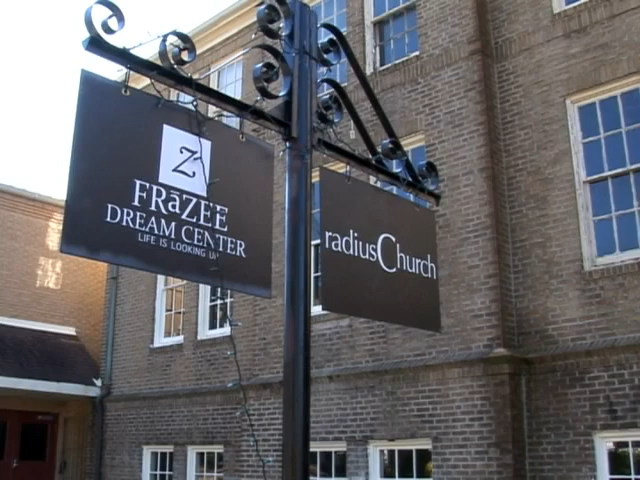 Z
FRāZEE
DREAM CENTER
LIFE IS LOOKING UP
radiusChurch